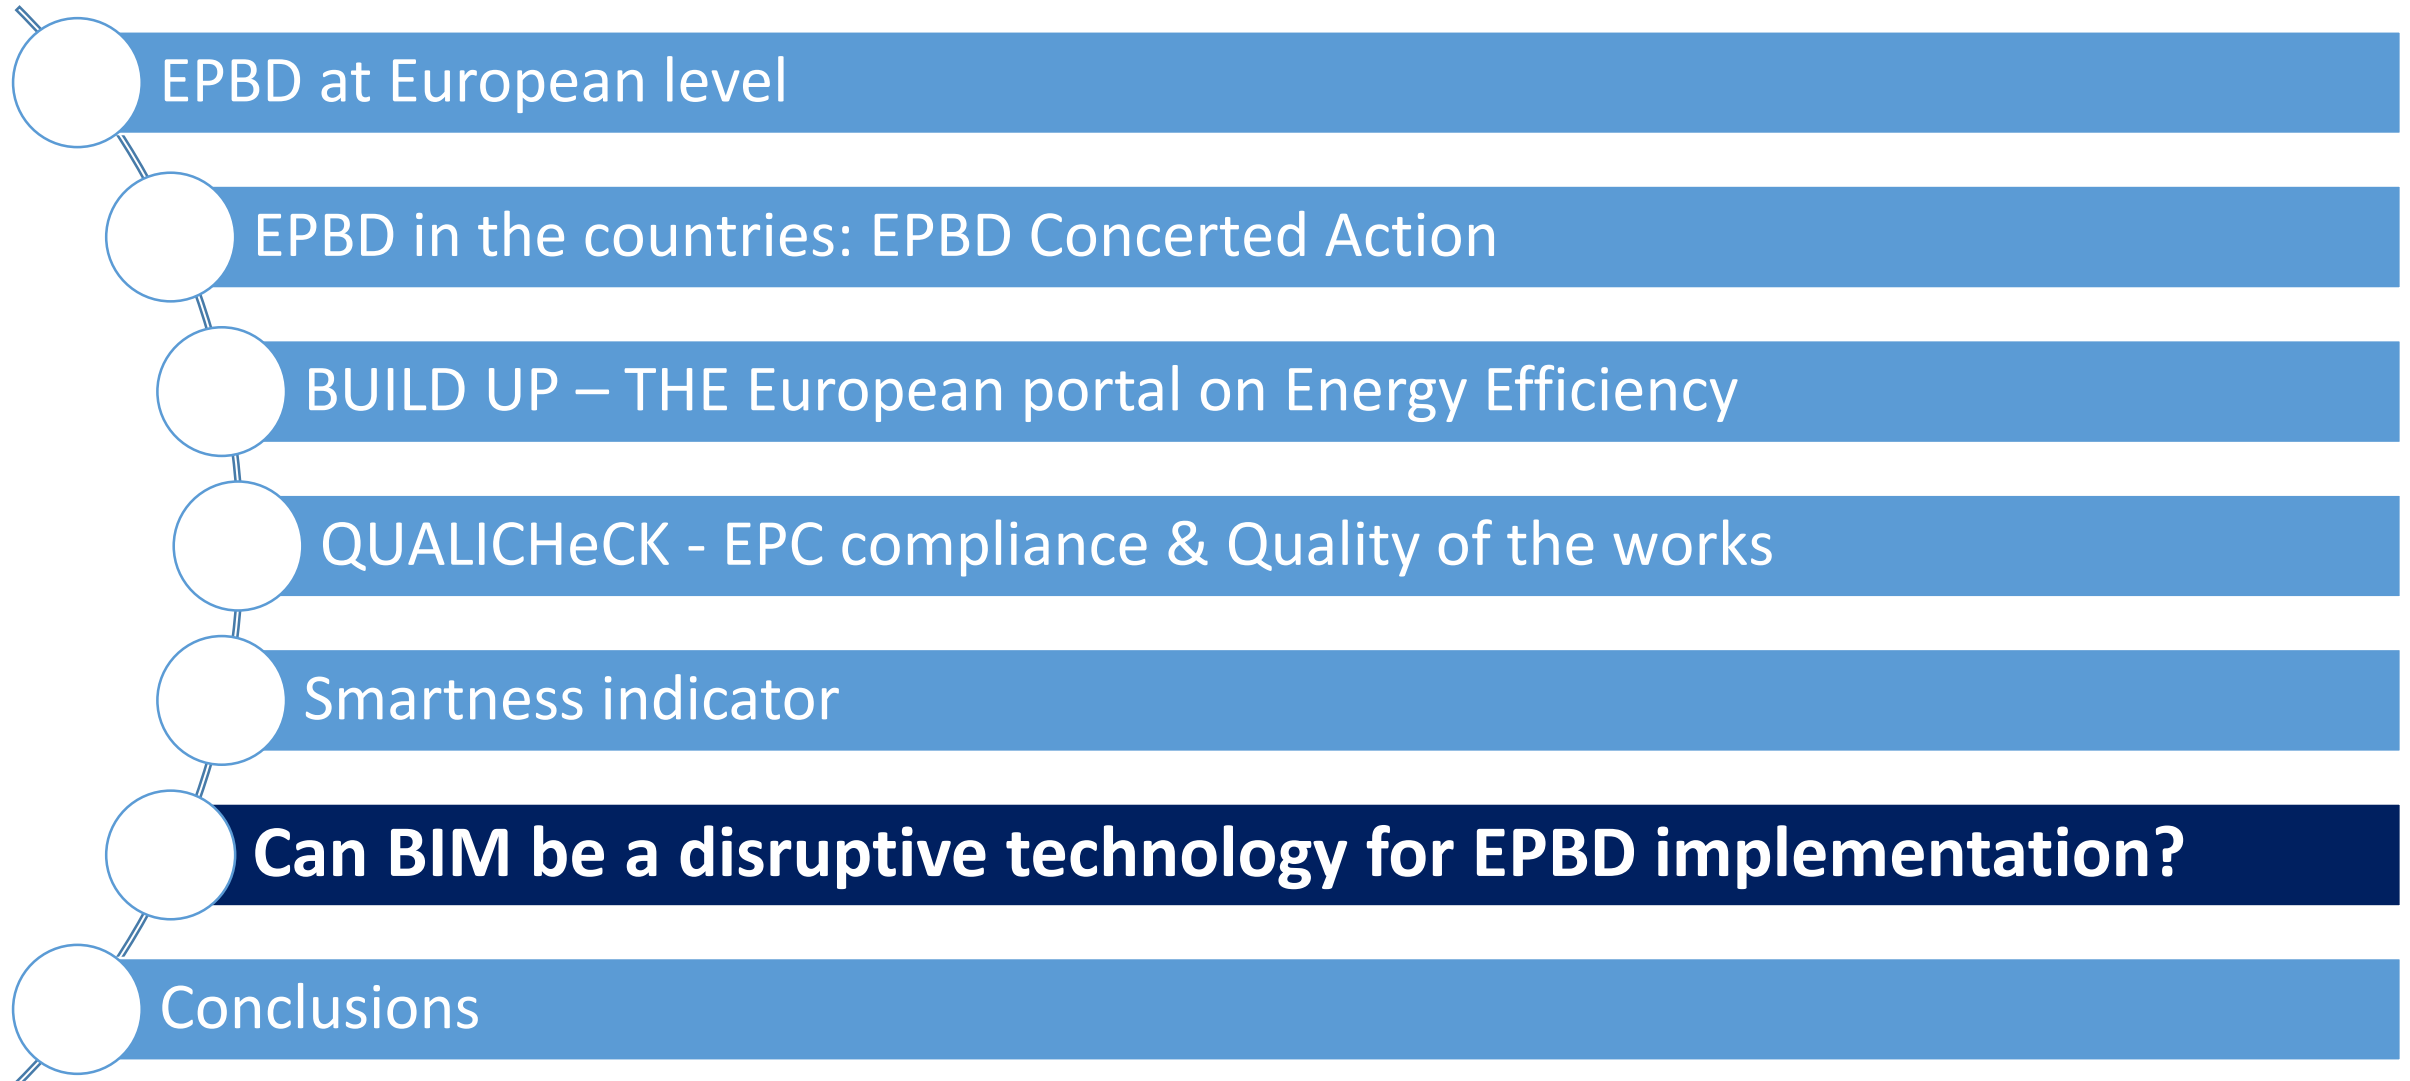 EPBD at European level
EPBD in the countries: EPBD Concerted Action
BUILD UP – THE European portal on Energy Efficiency
QUALICHeCK - EPC compliance & Quality of the works
Smartness indicator
Can BIM be a disruptive technology for EPBD implementation?
Conclusions